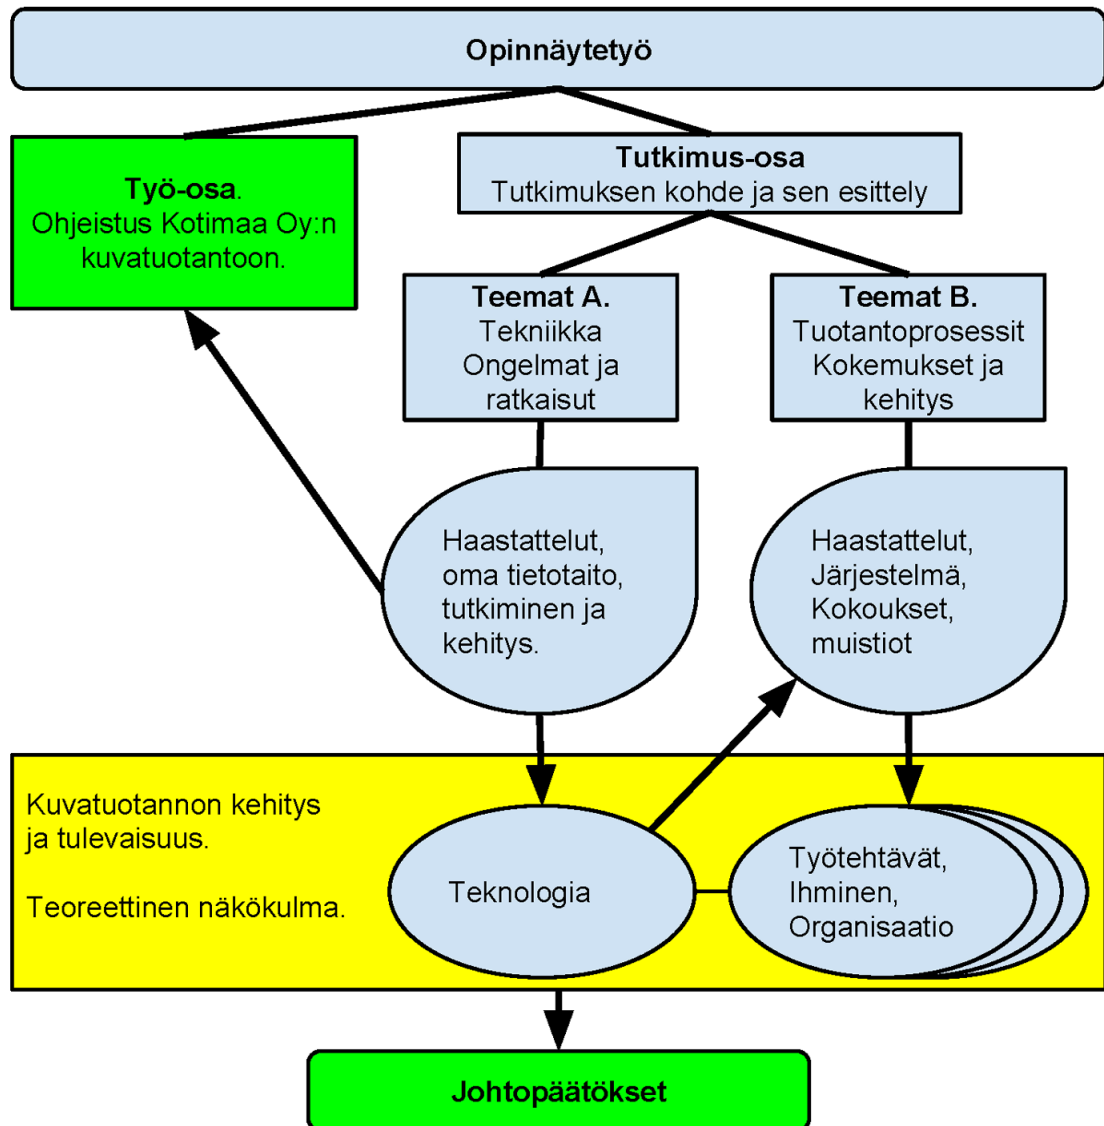 Opinnäytetyö
Työ-osa.
Ohjeistus Kotimaa Oy:n
kuvatuotantoon.
Tutkimus-osa
Tutkimuksen kohde ja sen esittely
Teemat A.
Tekniikka
Ongelmat ja
ratkaisut
Teemat B.
Tuotantoprosessit
Kokemukset ja
kehitys
Haastattelut,
oma tietotaito,
tutkiminen ja
kehitys.
Haastattelut,
Järjestelmä,
Kokoukset,
muistiot
Kuvatuotannon kehitys
ja tulevaisuus.
Teoreettinen näkökulma.
Teknologia
Työtehtävät,
Ihminen,
Organisaatio
Johtopäätökset